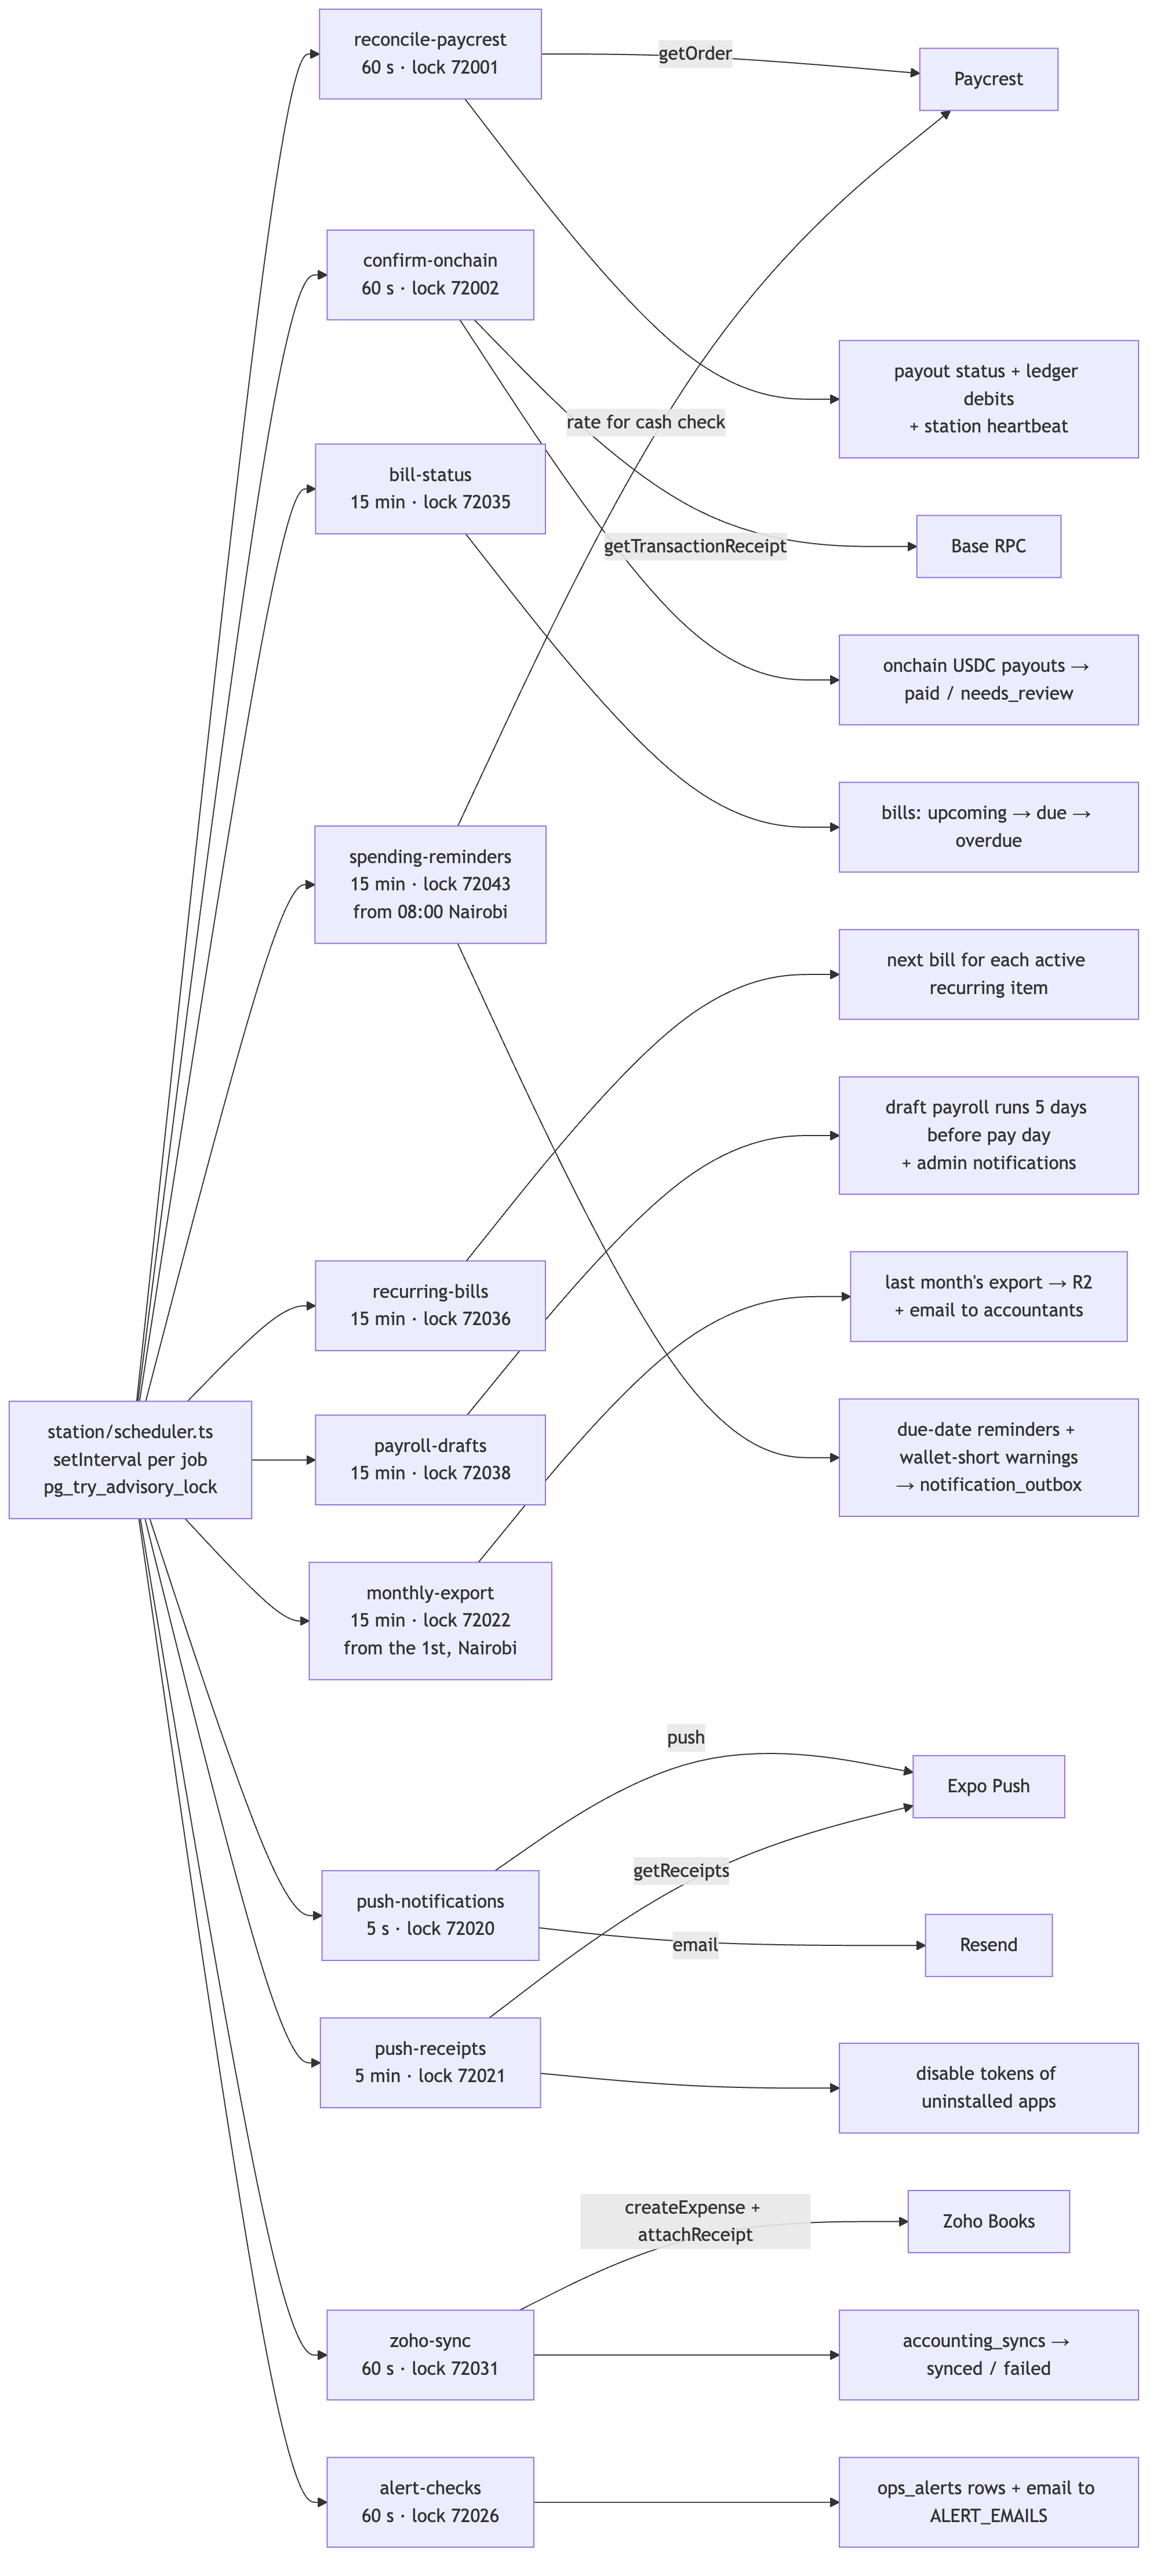 reconcile-paycrest
60 s · lock 72001
getOrder
Paycrest
confirm-onchain
60 s · lock 72002
payout status + ledger
debits
+ station heartbeat
rate for cash check
bill-status
15 min · lock 72035
getTransactionReceipt
Base RPC
onchain USDC payouts →
paid / needs_review
bills: upcoming → due →
overdue
spending-reminders
15 min · lock 72043
from 08:00 Nairobi
next bill for each active
recurring item
draft payroll runs 5 days
before pay day
+ admin notifications
recurring-bills
15 min · lock 72036
last month's export → R2
+ email to accountants
station/scheduler.ts
setInterval per job
pg_try_advisory_lock
payroll-drafts
15 min · lock 72038
due-date reminders +
wallet-short warnings
→ notification_outbox
monthly-export
15 min · lock 72022
from the 1st, Nairobi
push
Expo Push
getReceipts
push-notifications
5 s · lock 72020
email
Resend
push-receipts
5 min · lock 72021
disable tokens of
uninstalled apps
createExpense +
attachReceipt
Zoho Books
zoho-sync
60 s · lock 72031
accounting_syncs →
synced / failed
alert-checks
60 s · lock 72026
ops_alerts rows + email to
ALERT_EMAILS